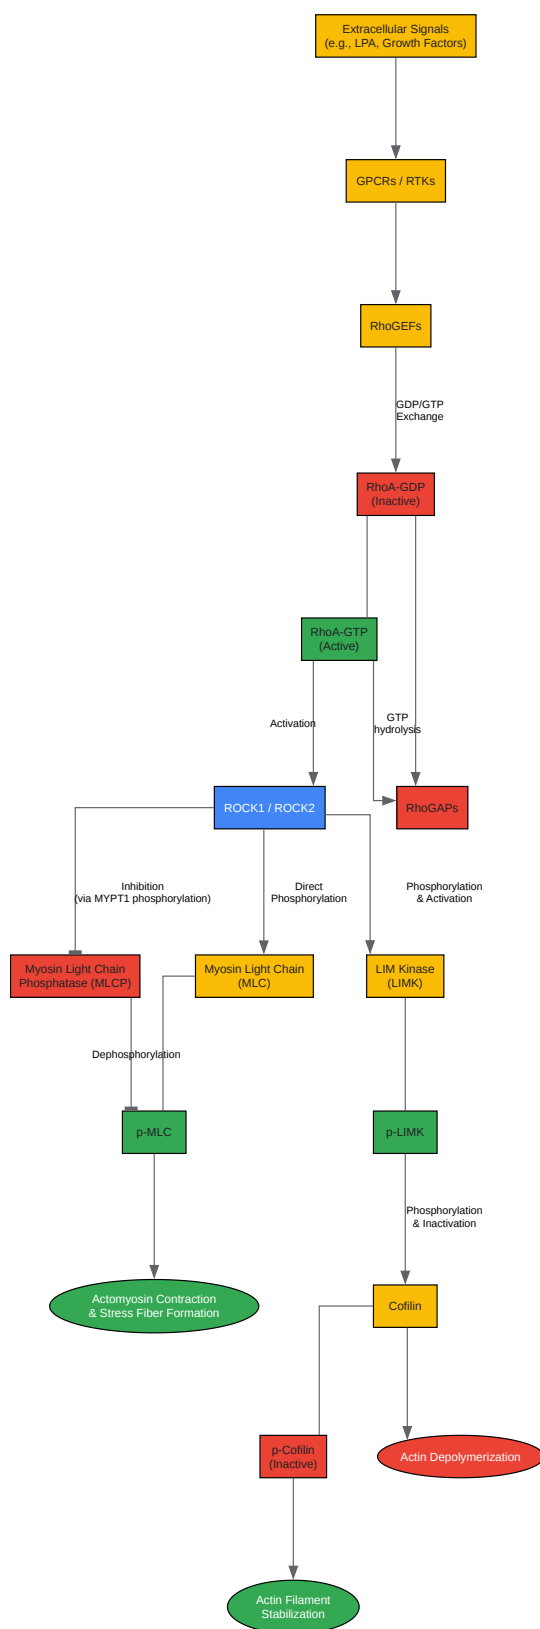 Extracellular Signals
(e.g., LPA, Growth Factors)
GPCRs / RTKs
RhoGEFs
GDP/GTP
Exchange
RhoA-GDP
(Inactive)
RhoA-GTP
(Active)
Activation
GTP
hydrolysis
ROCK1 / ROCK2
RhoGAPs
Inhibition
(via MYPT1 phosphorylation)
Direct
Phosphorylation
Phosphorylation
& Activation
Myosin Light Chain
Phosphatase (MLCP)
Myosin Light Chain
(MLC)
LIM Kinase
(LIMK)
Dephosphorylation
p-MLC
p-LIMK
Phosphorylation
& Inactivation
Actomyosin Contraction
& Stress Fiber Formation
Cofilin
p-Cofilin
(Inactive)
Actin Depolymerization
Actin Filament
Stabilization